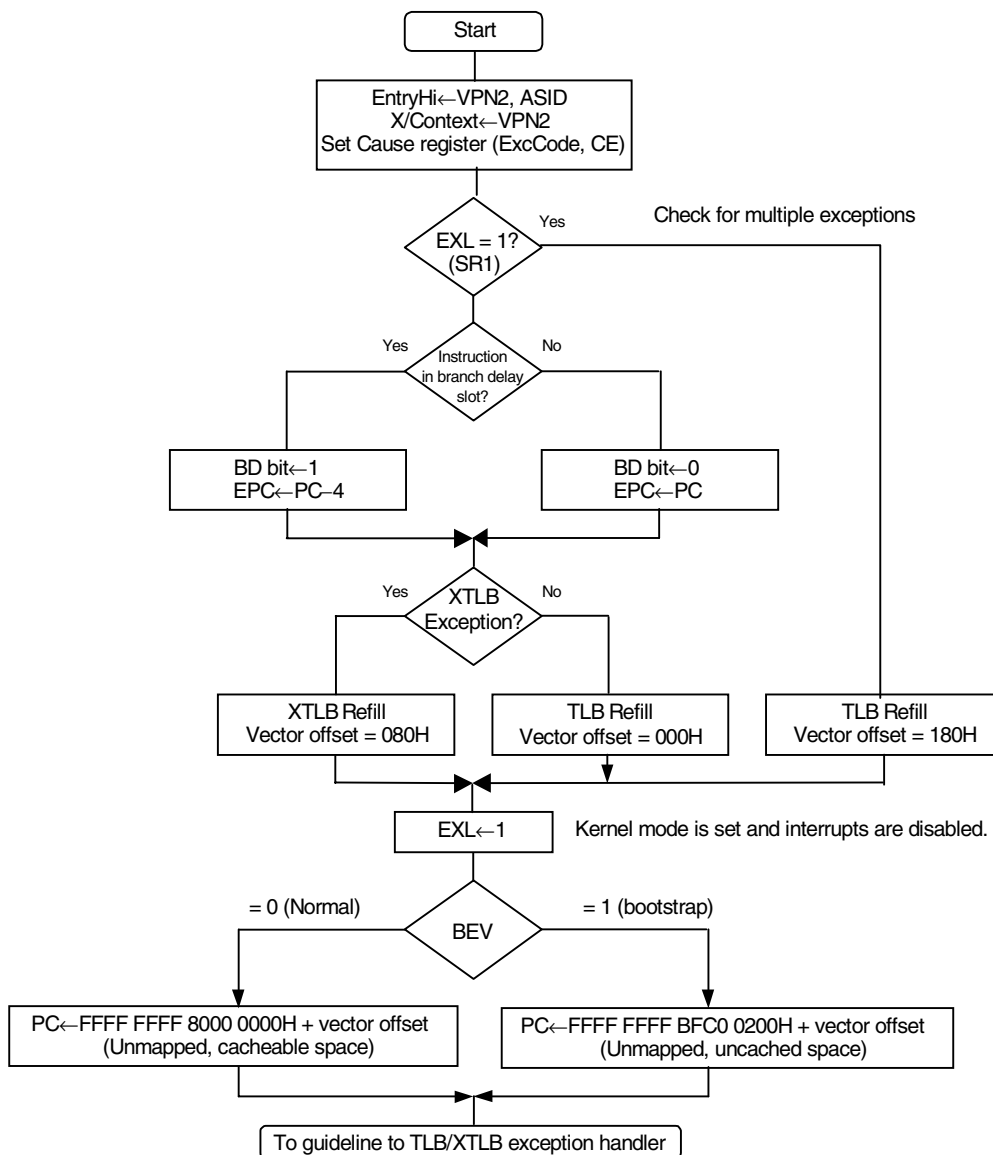 Start
EntryHi←VPN2, ASID
X/Context←VPN2
Set Cause register (ExcCode, CE)
Yes
Check for multiple exceptions
EXL = 1?
(SR1)
Yes
No
Instruction
in branch delay
slot?
BD bit←1
EPC←PC–4
BD bit←0
EPC←PC
Yes
No
XTLB
Exception?
XTLB Refill
Vector offset = 080H
TLB Refill
Vector offset = 000H
TLB Refill
Vector offset = 180H
EXL←1
Kernel mode is set and interrupts are disabled.
= 0 (Normal)
= 1 (bootstrap)
BEV
PC←FFFF FFFF 8000 0000H + vector offset
(Unmapped, cacheable space)
PC←FFFF FFFF BFC0 0200H + vector offset
(Unmapped, uncached space)
To guideline to TLB/XTLB exception handler